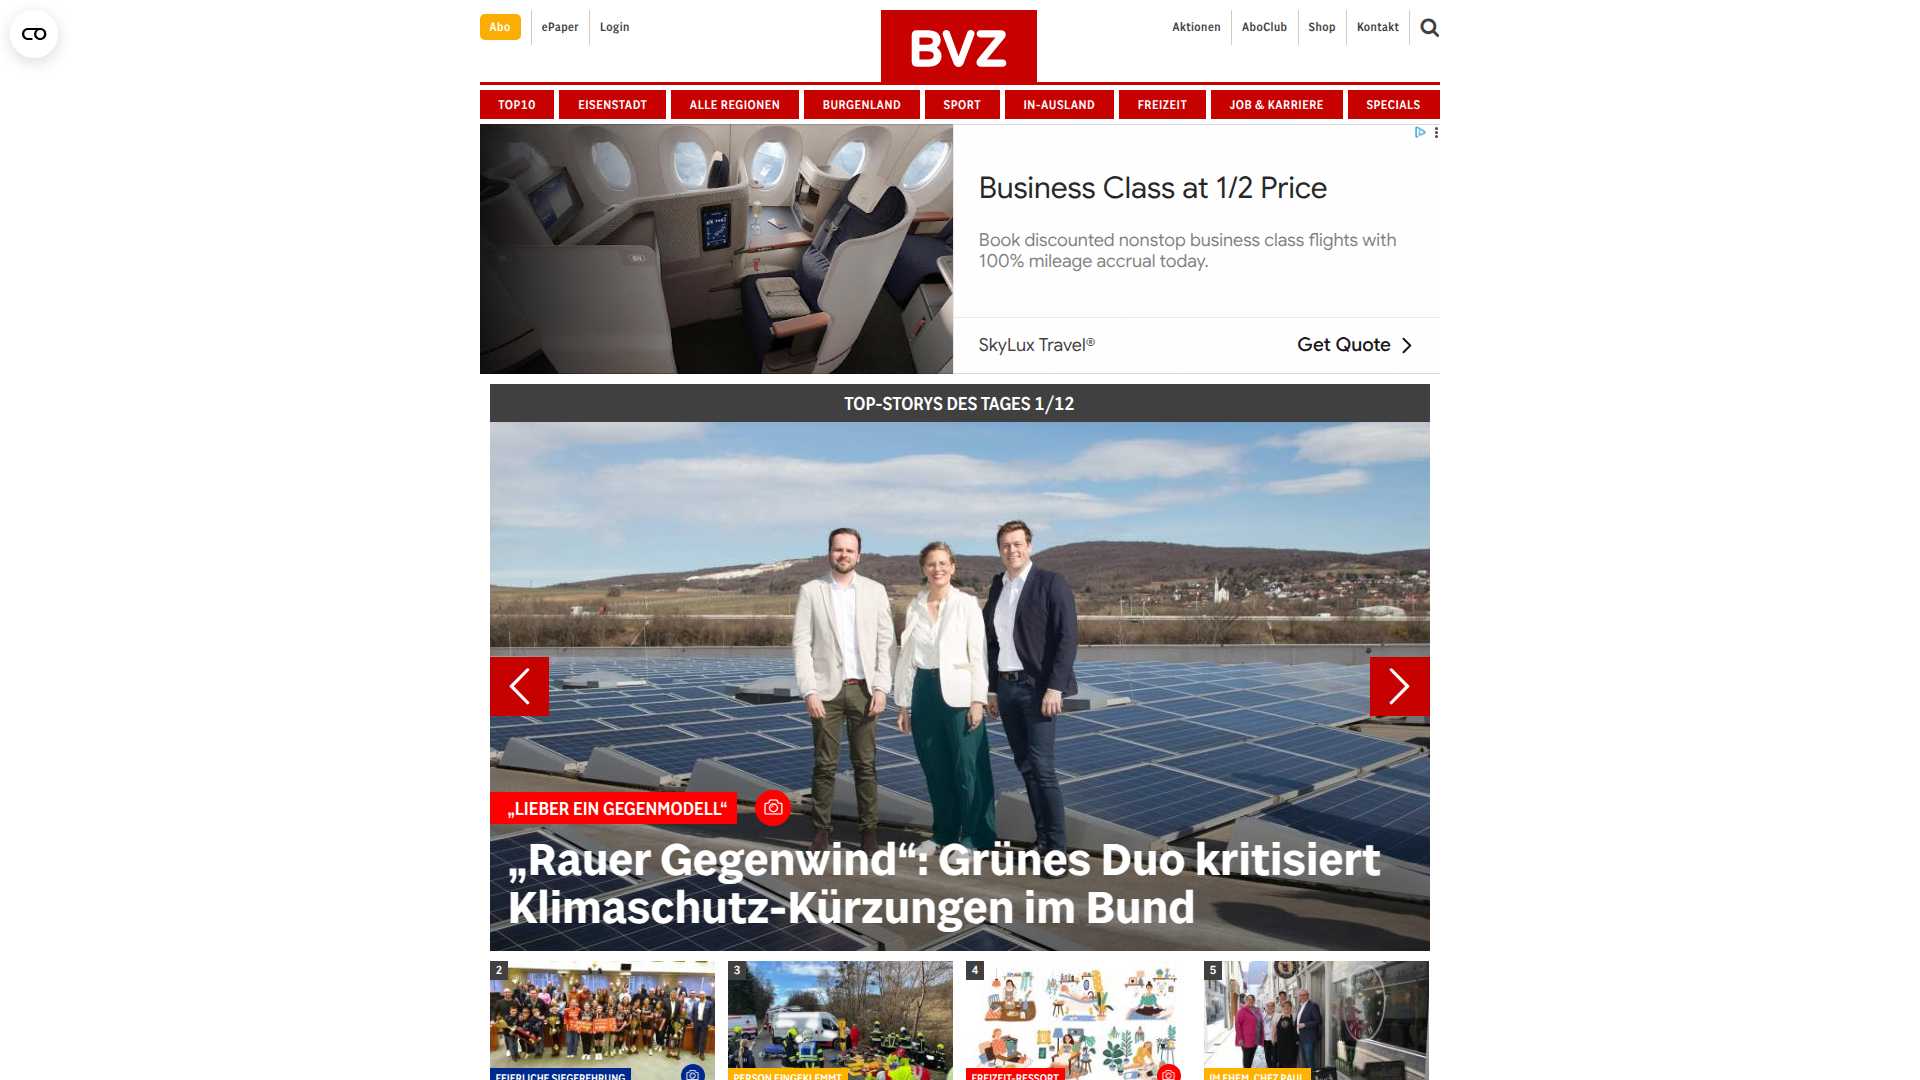 Abo
ePaper
Login
BVZ
Aktionen
AboClub
Shop
Kontakt
TOP10
EISENSTADT
ALLE REGIONEN
BURGENLAND
SPORT
IN-AUSLAND
FREIZEIT
JOB & KARRIERE
SPECIALS
Business Class at 1/2 Price
Book discounted nonstop business class flights with
100% mileage accrual today.
SkyLux Travel®
Get Quote
TOP-STORYS DES TAGES 1/12
„LIEBER EIN GEGENMODELL“
„Rauer Gegenwind“: Grünes Duo kritisiert
Klimaschutz-Kürzungen im Bund
2
3
4
5
FEIERLICHE SIEGEREHRUNG
PERSON EINGEKLEMMT
FREIZEIT-RESSORT
IM EHEM. CHEZ PAUL